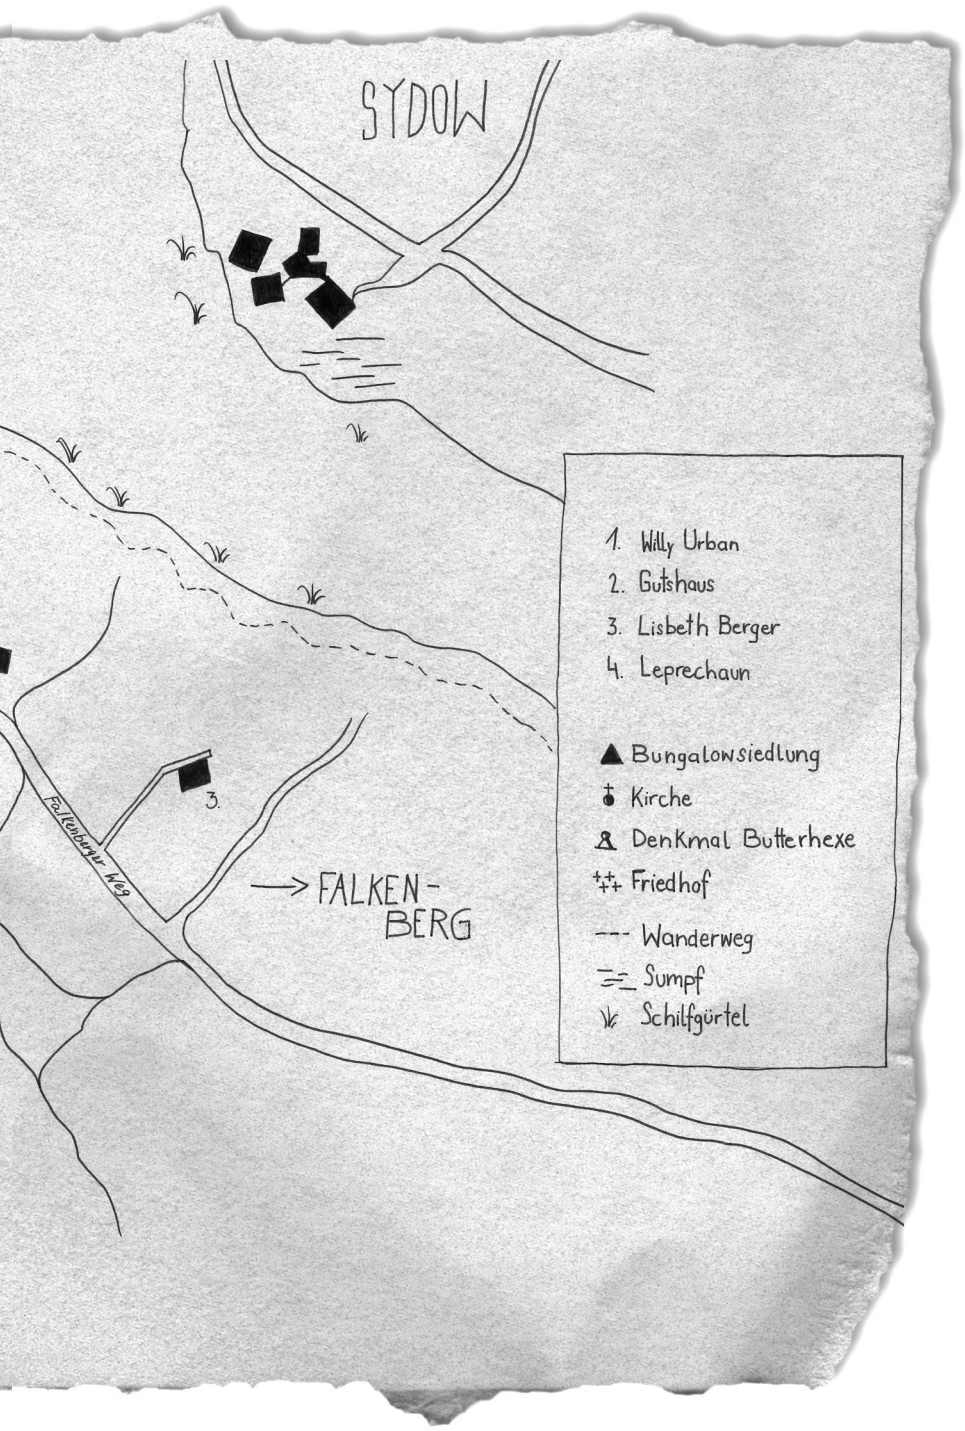 SYDOW
1. Willy Urban
2. Gutshaus
3. Lisbeth Berger
4. Leprechaun
Bungalowsiedlung
Kirche
Denkmal Butterhexe
Friedhof
Wanderweg
Sumpf
Schilfgürtel
3.
Falkenberger Weg
FALKEN-
BERG